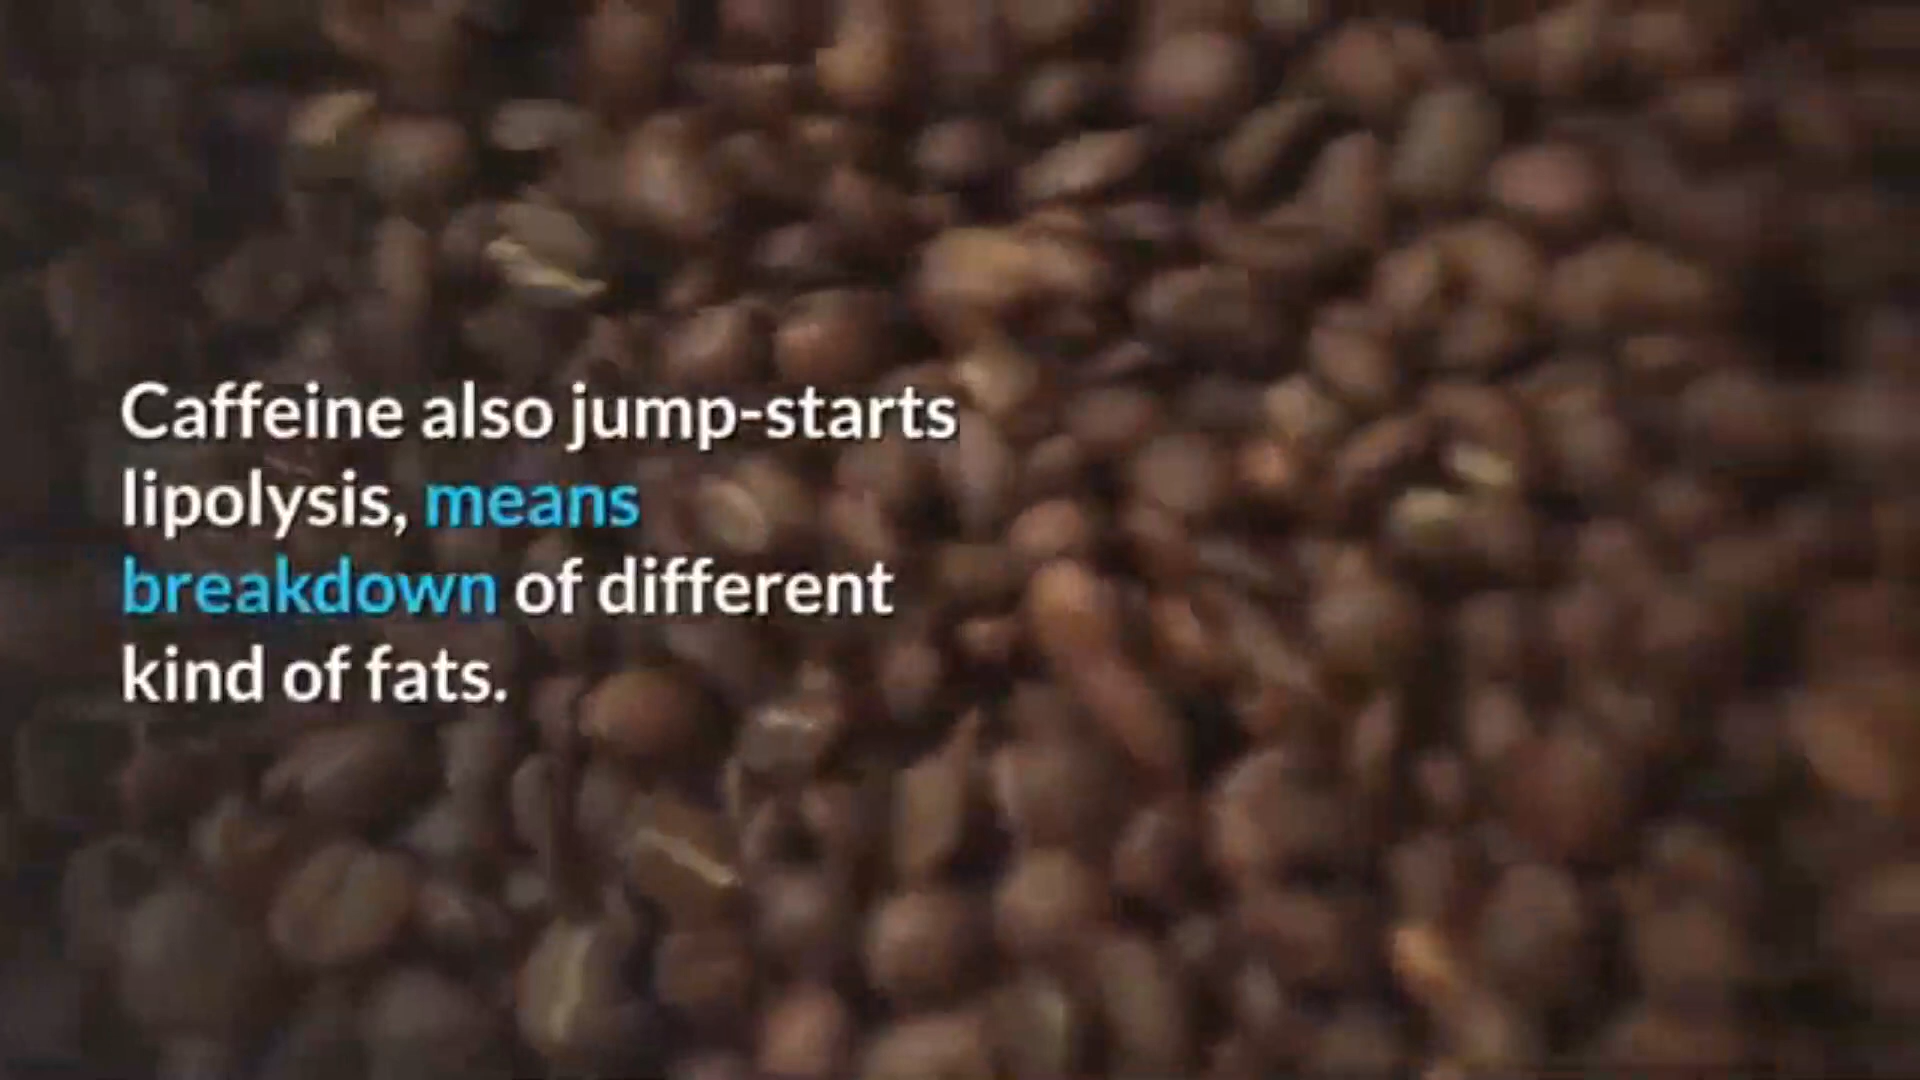 Caffeine also jump-starts
lipolysis, means
breakdown of different
kind of fats.